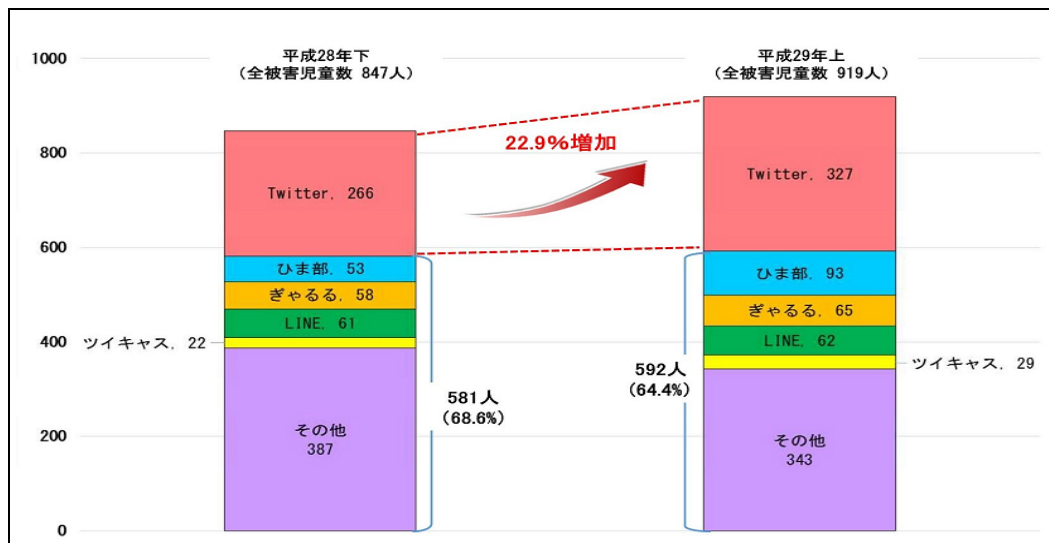 平成28年下
（全被害児童数 847人）
平成29年上
（全被害児童数 919人）
1000
800
600
400
200
0
22.9%増加
Twitter, 266
ひま部, 53
ぎゃるる, 58
LINE, 61
ツイキャス, 22
その他
387
581人
（68.6%）
Twitter, 327
ひま部, 93
ぎゃるる, 65
LINE, 62
ツイキャス, 29
その他
343
592人
（64.4%）